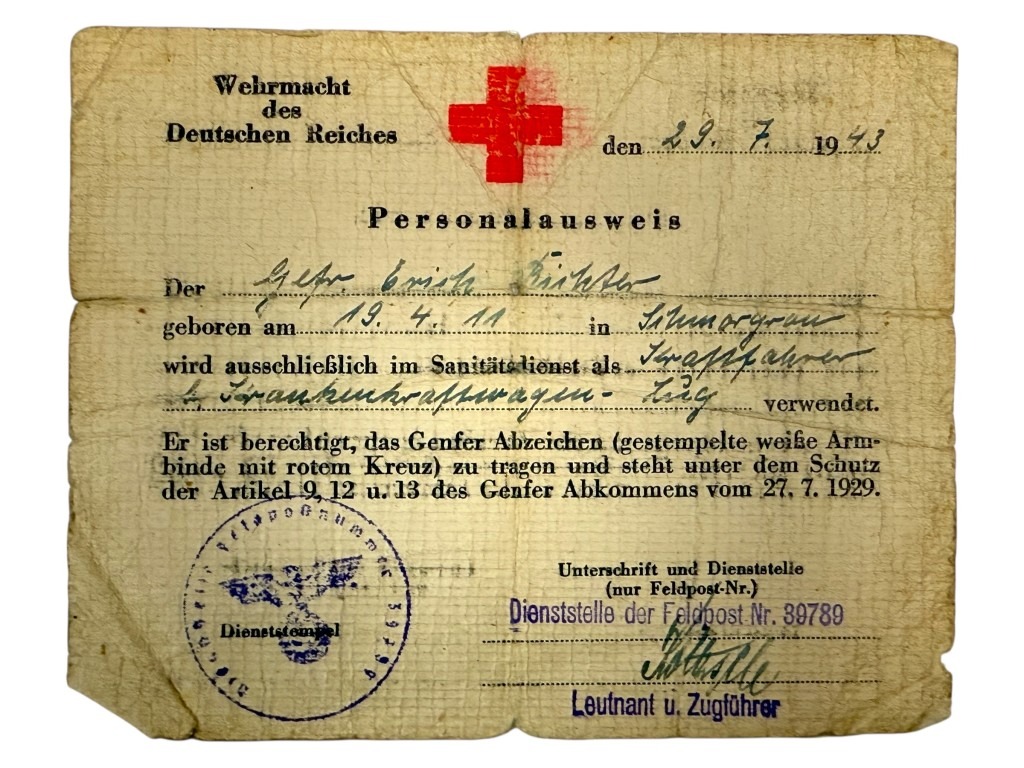 Wehrmacht
des
Deutschen Reiches
den 29. 7. 1943
Personalausweis
Der Gefr. Erich Richter
geboren am 19. 4. 11 in Schmorgrau
wird ausschließlich im Sanitätsdienst als Kraftfahrer
b. Krankenkraftwagen-Zug verwendet.
Er ist berechtigt, das Genfer Abzeichen (gestempelte weiße Arm-
binde mit rotem Kreuz) zu tragen und steht unter dem Schutz
der Artikel 9, 12 u. 13 des Genfer Abkommens vom 27. 7. 1929.
Feldpostnummer 39789
Dienststempel
Unterschrift und Dienststelle
(nur Feldpost-Nr.)
Dienststelle der Feldpost Nr. 39789
Leutnant u. Zugführer